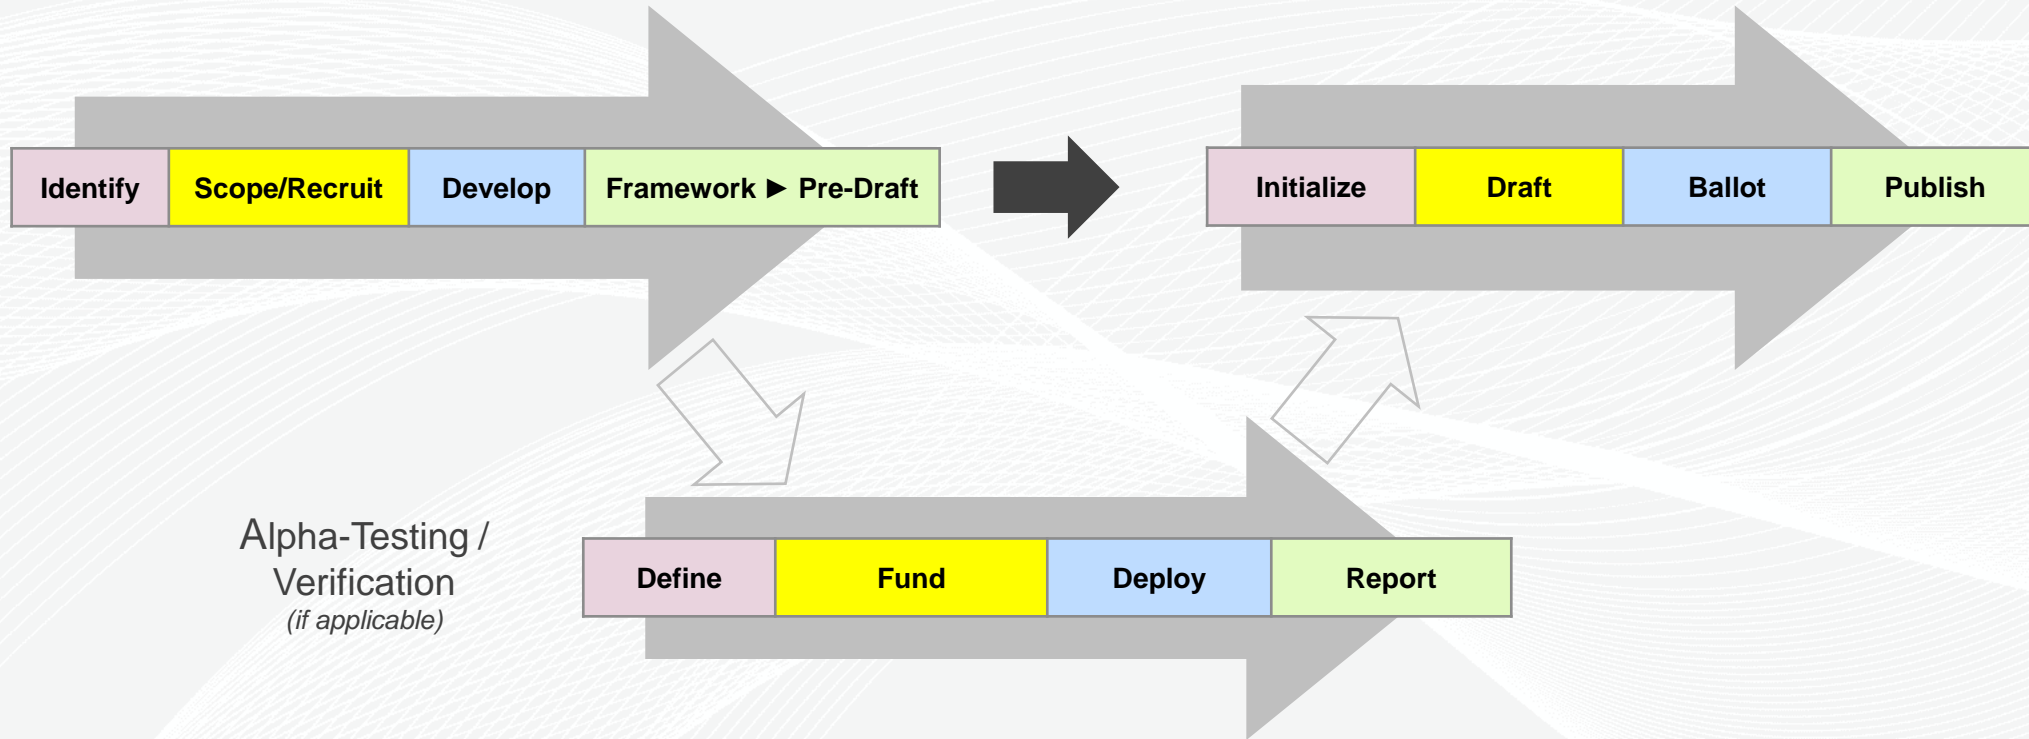 Identify Scope/Recruit Develop Framework ► Pre-Draft
Initialize Draft Ballot Publish
Alpha-Testing /
Verification
(if applicable)
Define Fund Deploy Report